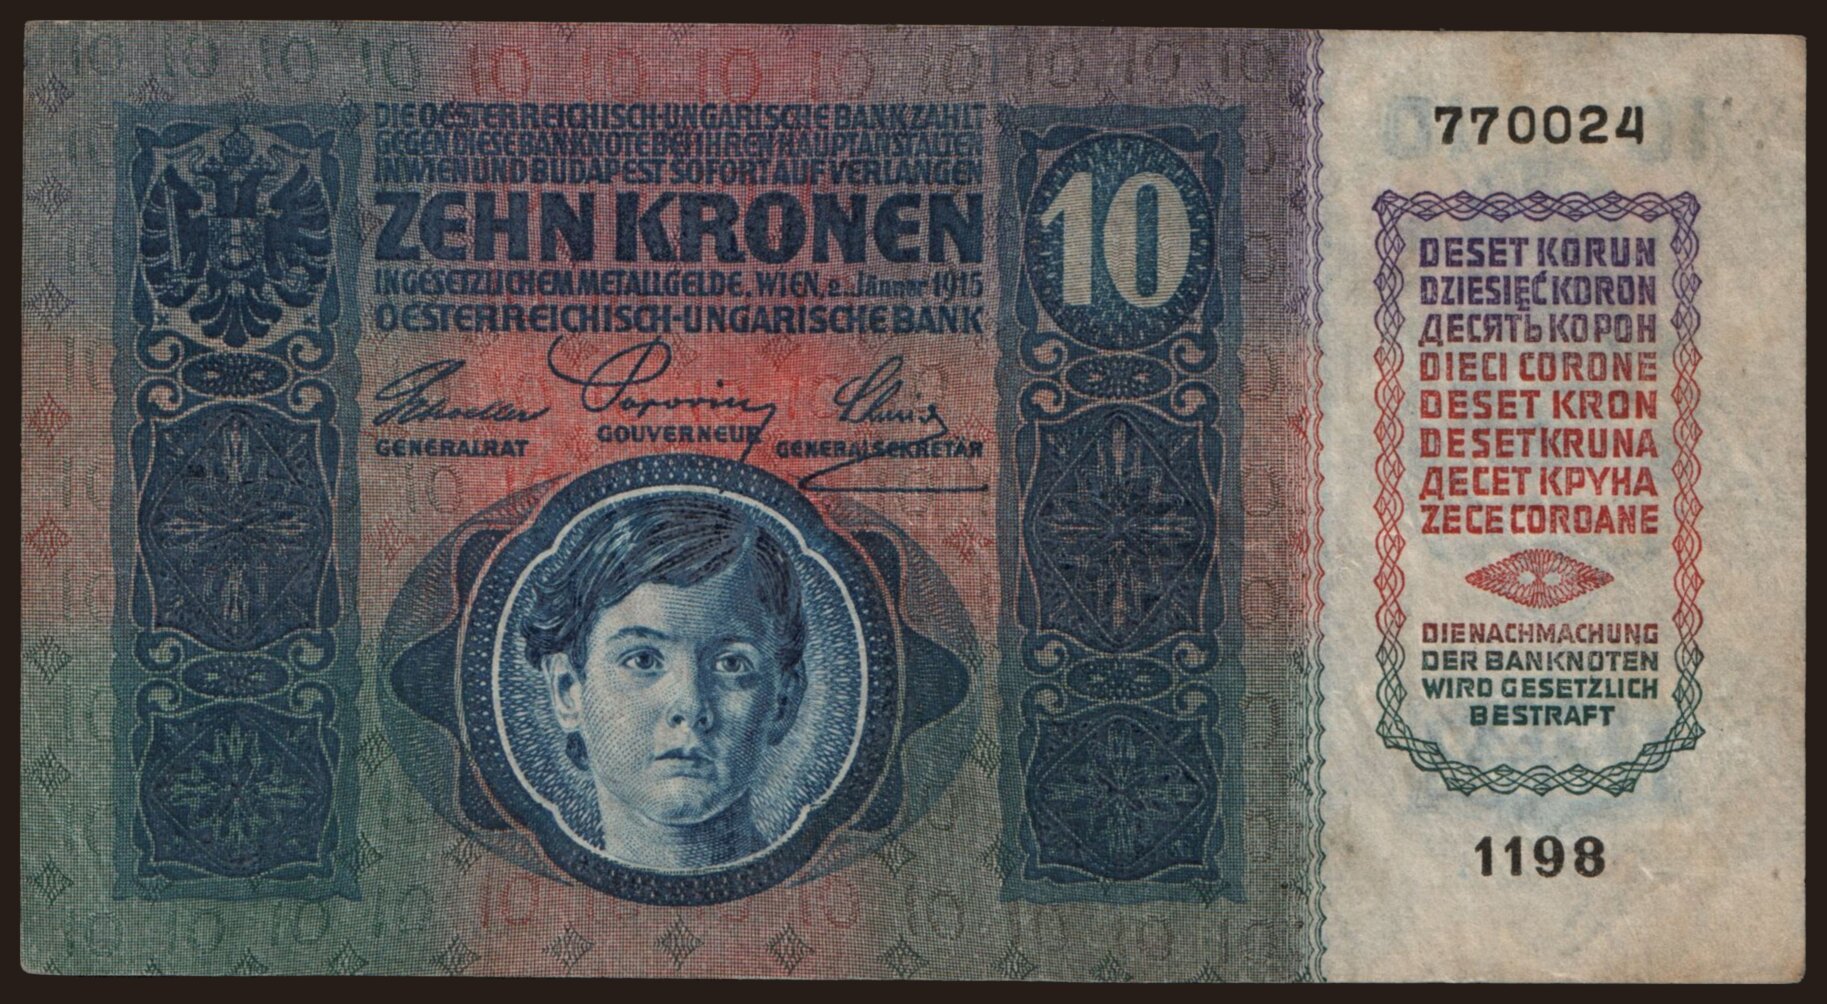 DIE OESTERREICHISCH-UNGARISCHE BANK ZAHLT
GEGEN DIESE BANKNOTE BEI IHREN HAUPTANSTALTEN
IN WIEN UND BUDAPEST SOFORT AUF VERLANGEN
ZEHN KRONEN
IN GESETZLICHEM METALLGELDE. WIEN, 2. Jänner 1915
OESTERREICHISCH-UNGARISCHE BANK
10
GENERALRAT
GOUVERNEUR
GENERALSEKRETÄR
770024
DESET KORUN
DZIESIĘĆ KORON
ДЕСЯТЬ КОРОН
DIECI CORONE
DESET KRON
DESET KRUNA
ДЕСЕТ КРУНА
ZECE COROANE
DIE NACHMACHUNG
DER BANKNOTEN
WIRD GESETZLICH
BESTRAFT
1198